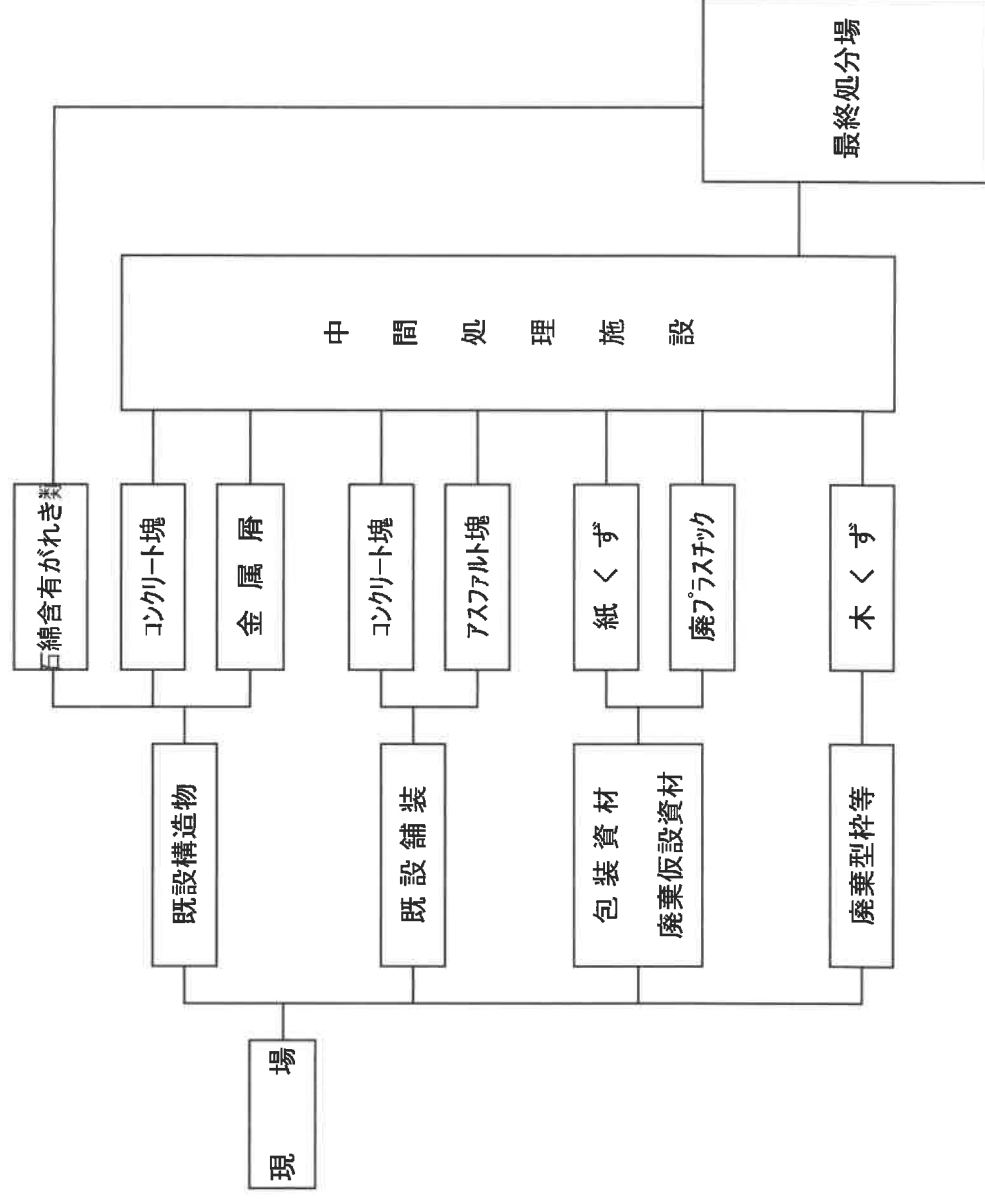 現場
既設構造物
既設舗装
包装資材
廃棄仮設資材
廃棄型枠等
石綿含有がれき類
コンクリート塊
金属屑
コンクリート塊
アスファルト塊
紙くず
廃プラスチック
木くず
中間処理施設
最終処分場